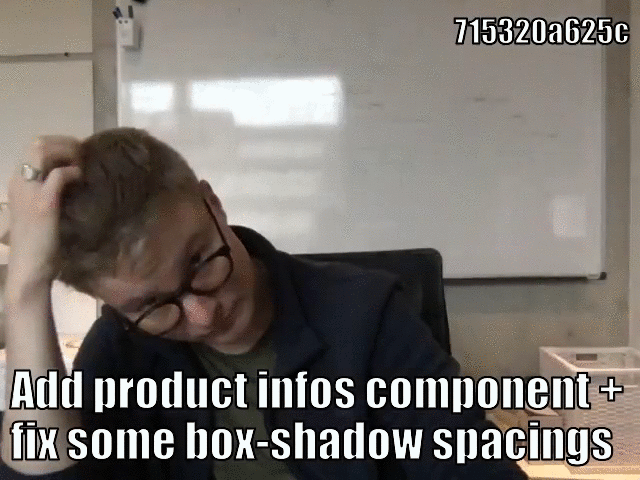 715320a625c
Add product infos component +
fix some box-shadow spacings